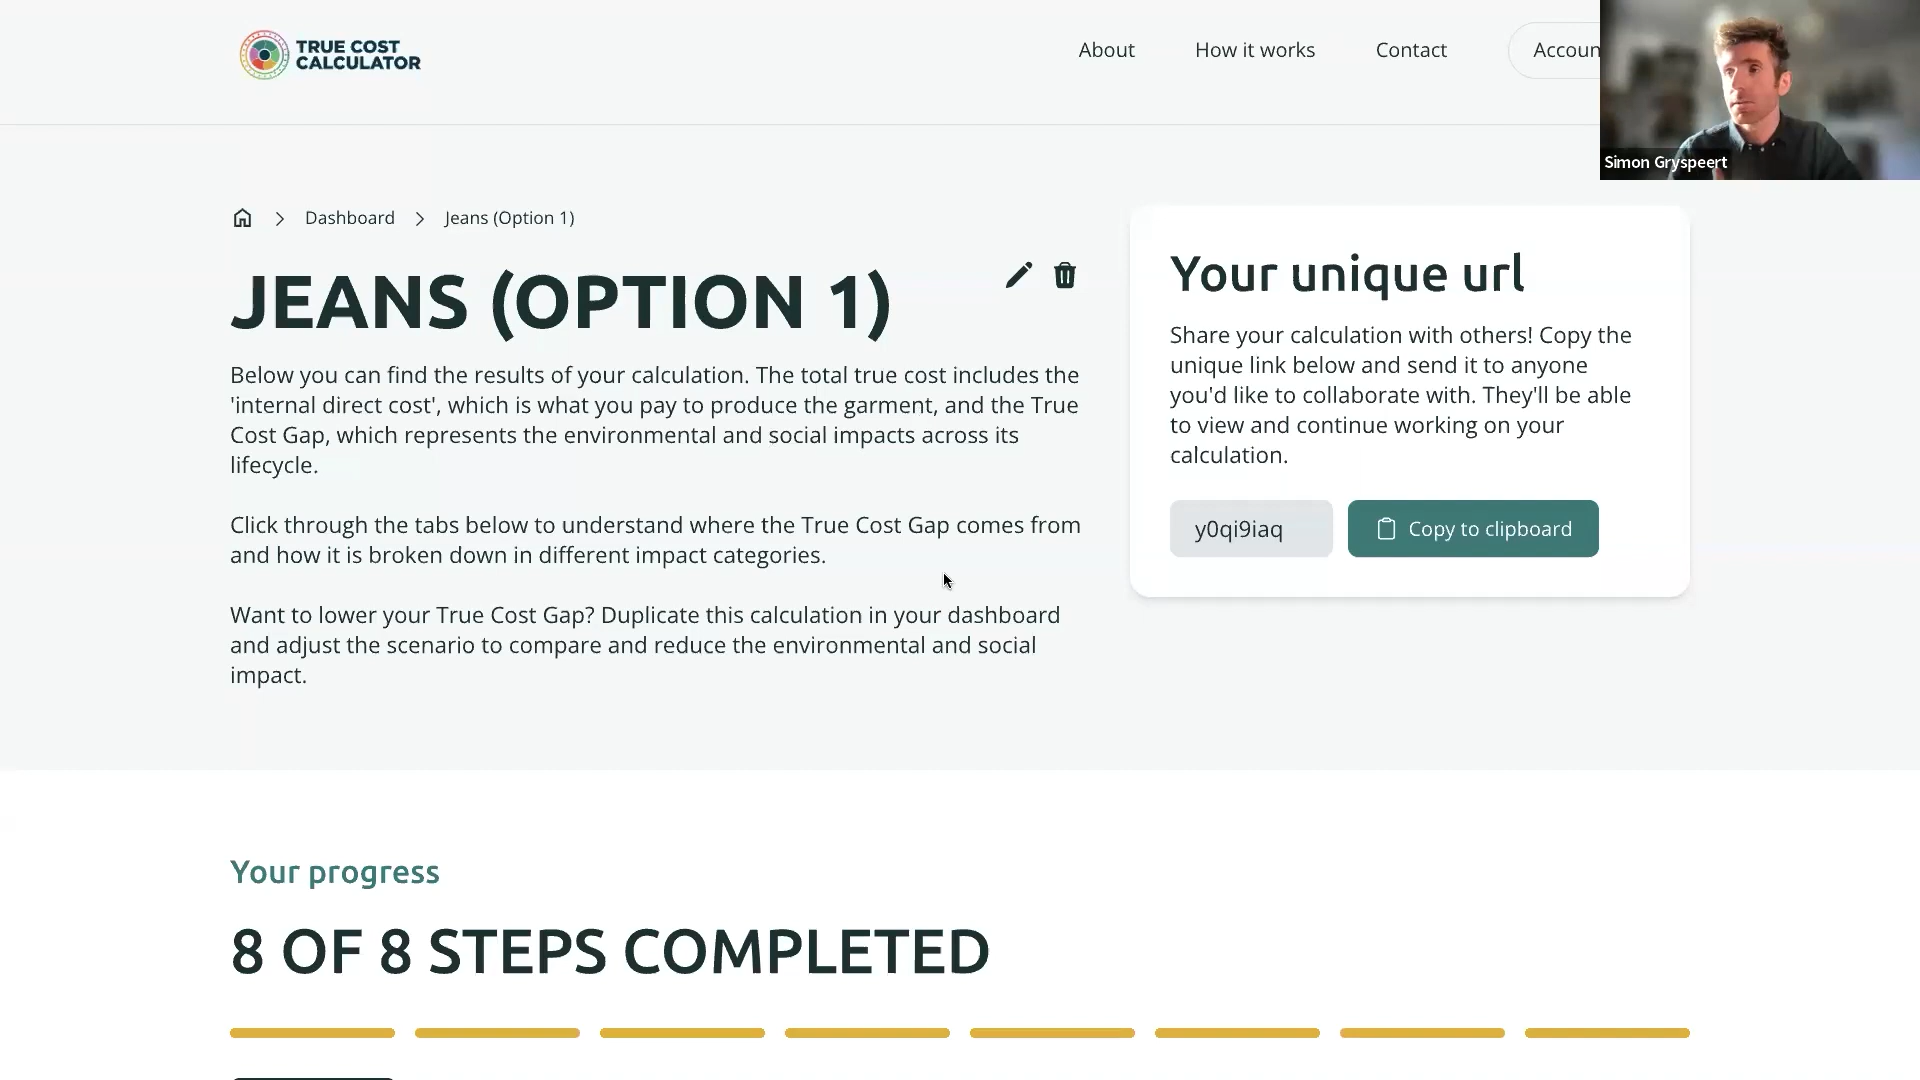 TRUE COST
CALCULATOR
About
How it works
Contact
Accoun
Simon Gryspeert
Dashboard
Jeans (Option 1)
JEANS (OPTION 1)
Below you can find the results of your calculation. The total true cost includes the
'internal direct cost', which is what you pay to produce the garment, and the True
Cost Gap, which represents the environmental and social impacts across its
lifecycle.
Click through the tabs below to understand where the True Cost Gap comes from
and how it is broken down in different impact categories.
Want to lower your True Cost Gap? Duplicate this calculation in your dashboard
and adjust the scenario to compare and reduce the environmental and social
impact.
Your unique url
Share your calculation with others! Copy the
unique link below and send it to anyone
you'd like to collaborate with. They'll be able
to view and continue working on your
calculation.
y0qi9iaq
Copy to clipboard
Your progress
8 OF 8 STEPS COMPLETED